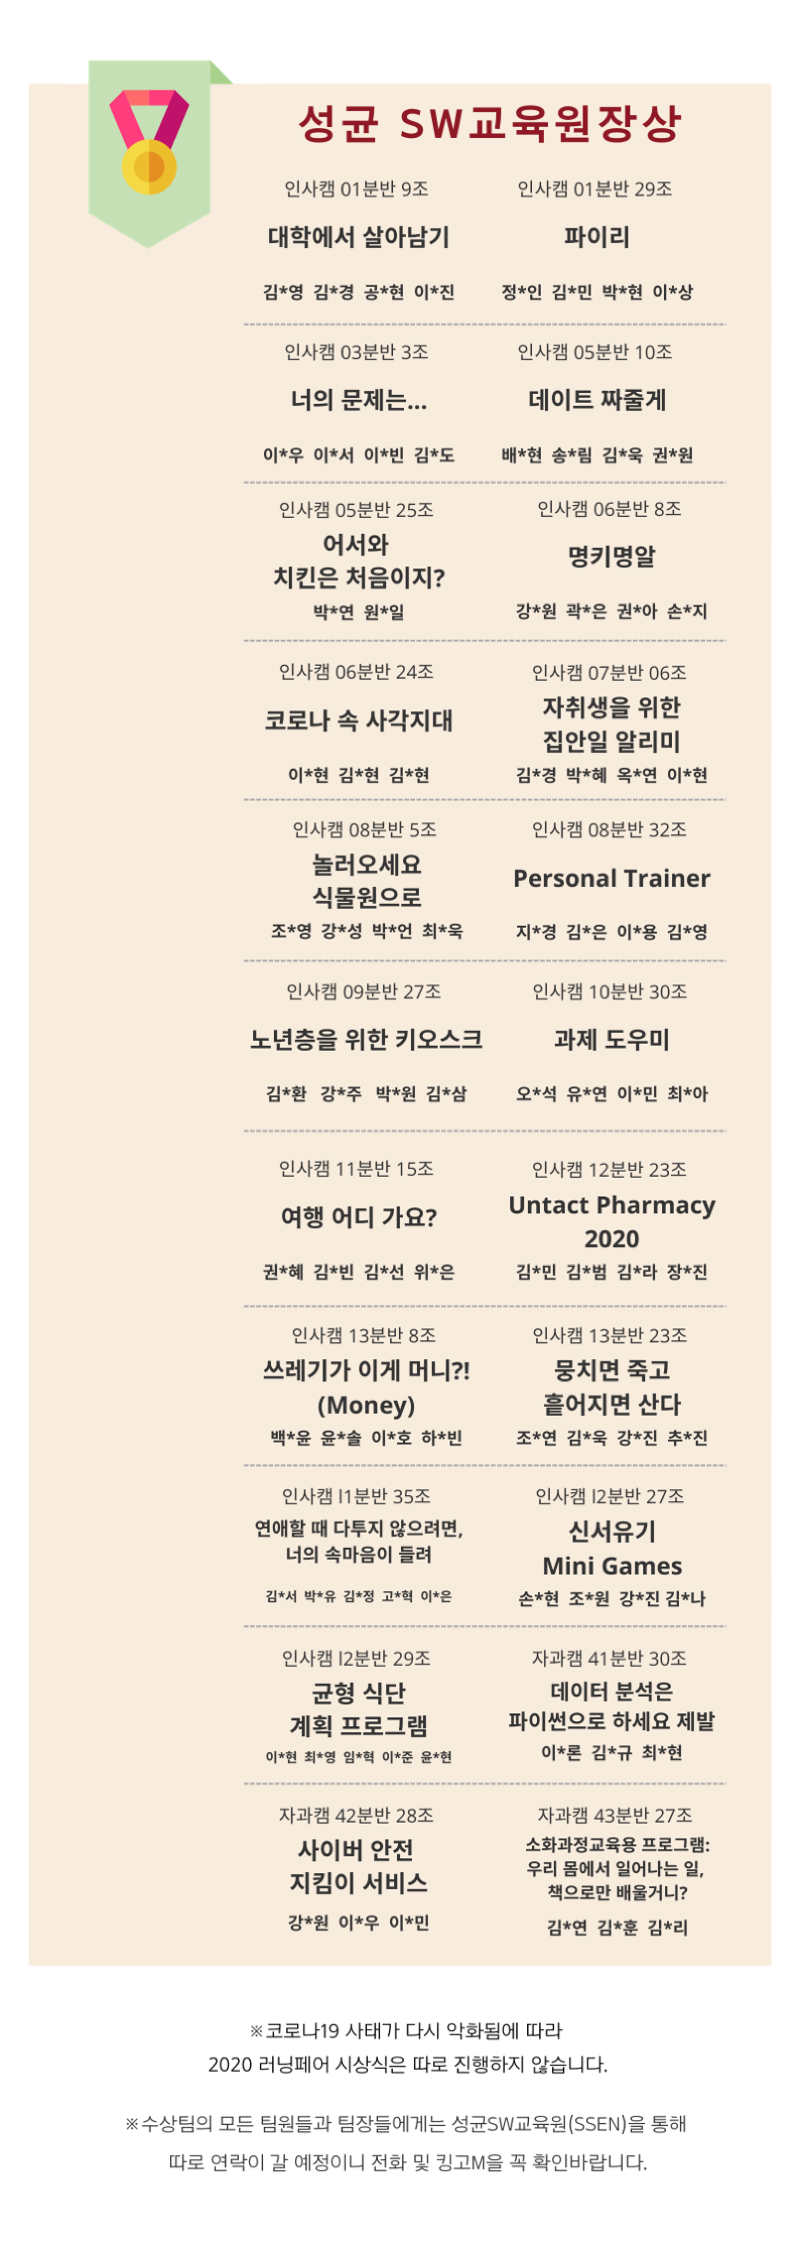 성균 SW교육원장상
인사캠 01분반 9조
대학에서 살아남기
김*영 김*경 공*현 이*진
인사캠 01분반 29조
파이리
정*인 김*민 박*현 이*상
인사캠 03분반 3조
너의 문제는...
이*우 이*서 이*빈 김*도
인사캠 05분반 10조
데이트 짜줄게
배*현 송*림 김*욱 권*원
인사캠 05분반 25조
어서와
치킨은 처음이지?
박*연 원*일
인사캠 06분반 8조
명키명알
강*원 곽*은 권*아 손*지
인사캠 06분반 24조
코로나 속 사각지대
이*현 김*현 김*현
인사캠 07분반 06조
자취생을 위한
집안일 알리미
김*경 박*혜 옥*연 이*현
인사캠 08분반 5조
놀러오세요
식물원으로
조*영 강*성 박*언 최*욱
인사캠 08분반 32조
Personal Trainer
지*경 김*은 이*용 김*영
인사캠 09분반 27조
노년층을 위한 키오스크
김*환 강*주 박*원 김*삼
인사캠 10분반 30조
과제 도우미
오*석 유*연 이*민 최*아
인사캠 11분반 15조
여행 어디 가요?
권*혜 김*빈 김*선 위*은
인사캠 12분반 23조
Untact Pharmacy
2020
김*민 김*범 김*라 장*진
인사캠 13분반 8조
쓰레기가 이게 머니?!
(Money)
백*윤 윤*솔 이*호 하*빈
인사캠 13분반 23조
뭉치면 죽고
흩어지면 산다
조*연 김*욱 강*진 추*진
인사캠 I1분반 35조
연애할 때 다투지 않으려면,
너의 속마음이 들려
김*서 박*유 김*정 고*혁 이*은
인사캠 I2분반 27조
신서유기
Mini Games
손*현 조*원 강*진 김*나
인사캠 I2분반 29조
균형 식단
계획 프로그램
이*현 최*영 임*혁 이*준 윤*현
자과캠 41분반 30조
데이터 분석은
파이썬으로 하세요 제발
이*론 김*규 최*현
자과캠 42분반 28조
사이버 안전
지킴이 서비스
강*원 이*우 이*민
자과캠 43분반 27조
소화과정교육용 프로그램:
우리 몸에서 일어나는 일,
책으로만 배울거니?
김*연 김*훈 김*리
※코로나19 사태가 다시 악화됨에 따라
2020 러닝페어 시상식은 따로 진행하지 않습니다.
※수상팀의 모든 팀원들과 팀장들에게는 성균SW교육원(SSEN)을 통해
따로 연락이 갈 예정이니 전화 및 킹고M을 꼭 확인바랍니다.